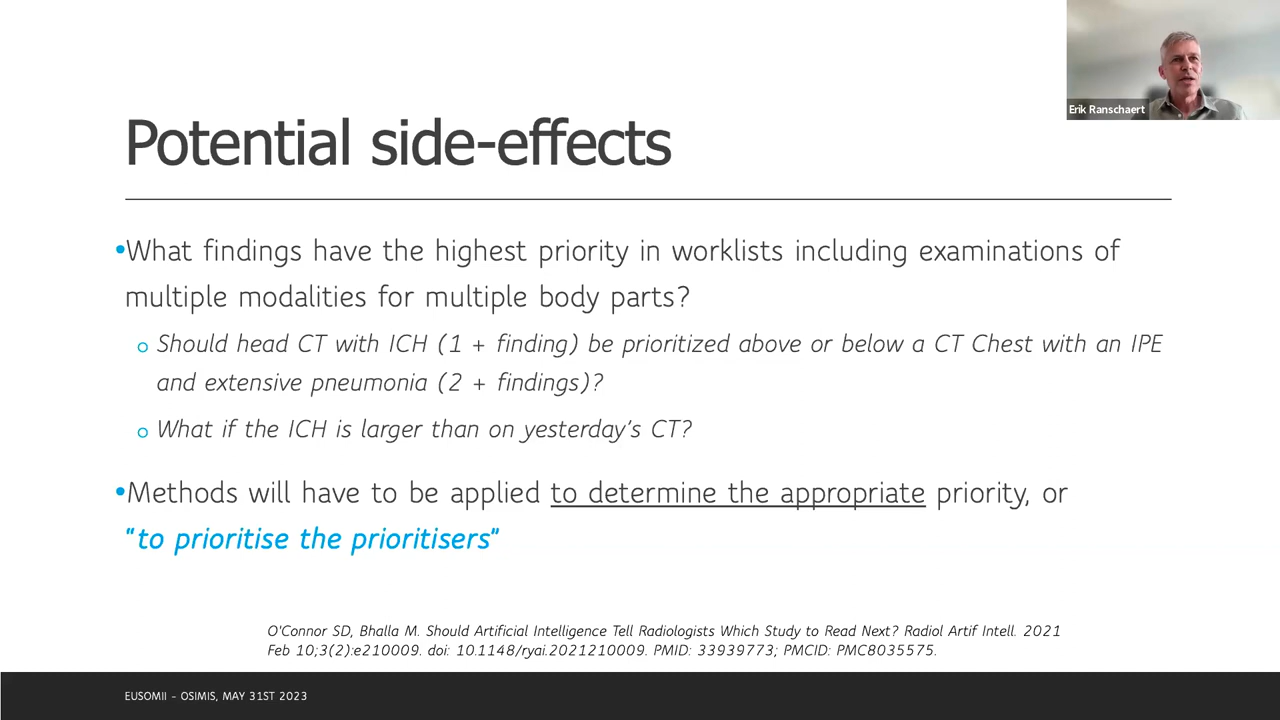 Erik Ranschaert
Potential side-effects
•What findings have the highest priority in worklists including examinations of
multiple modalities for multiple body parts?
o Should head CT with ICH (1 + finding) be prioritized above or below a CT Chest with an IPE
and extensive pneumonia (2 + findings)?
o What if the ICH is larger than on yesterday's CT?
•Methods will have to be applied to determine the appropriate priority, or
“to prioritise the prioritisers”
O'Connor SD, Bhalla M. Should Artificial Intelligence Tell Radiologists Which Study to Read Next? Radiol Artif Intell. 2021
Feb 10;3(2):e210009. doi: 10.1148/ryai.2021210009. PMID: 33939773; PMCID: PMC8035575.
EUSOMII – OSIMIS, MAY 31ST 2023